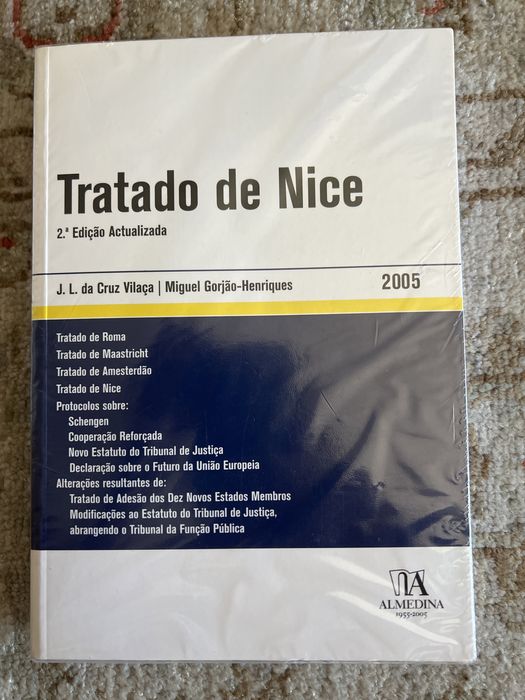 Tratado de Nice
2.ª Edição Actualizada
J. L. da Cruz Vilaça | Miguel Gorjão-Henriques 2005
Tratado de Roma
Tratado de Maastricht
Tratado de Amesterdão
Tratado de Nice
Protocolos sobre:
Schengen
Cooperação Reforçada
Novo Estatuto do Tribunal de Justiça
Declaração sobre o Futuro da União Europeia
Alterações resultantes de:
Tratado de Adesão dos Dez Novos Estados Membros
Modificações ao Estatuto do Tribunal de Justiça,
abrangendo o Tribunal da Função Pública
ALMEDINA
1955-2005